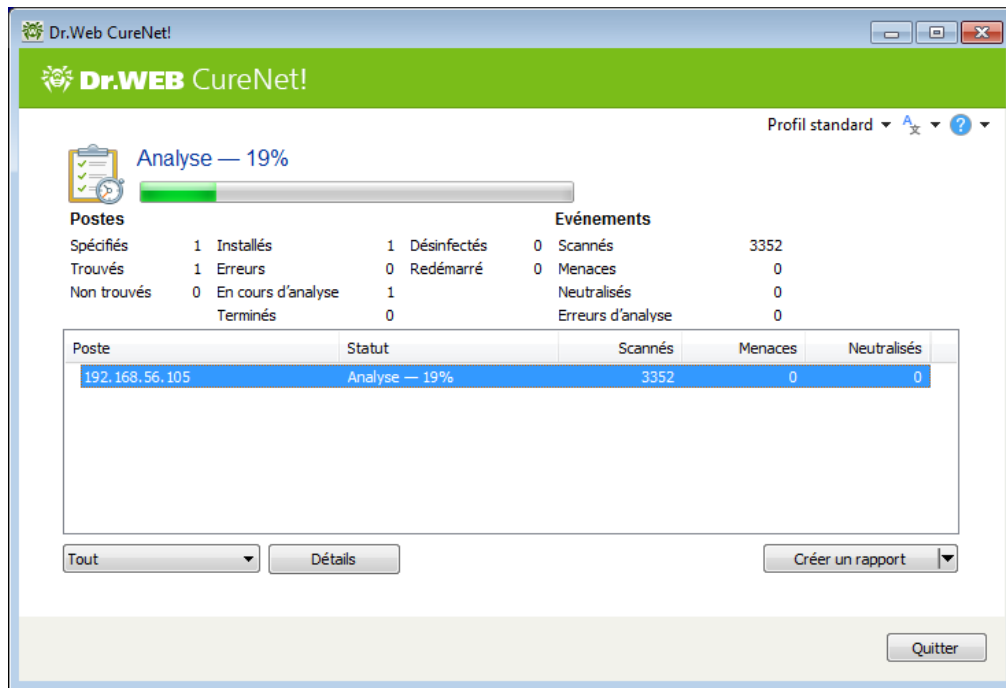 Dr.Web CureNet!
Dr.WEB CureNet!
Profil standard
Analyse — 19%
Postes Evénements
Spécifiés 1 Installés 1 Désinfectés 0 Scannés 3352
Trouvés 1 Erreurs 0 Redémarré 0 Menaces 0
Non trouvés 0 En cours d'analyse 1 Neutralisés 0
Terminés 0 Erreurs d'analyse 0
Poste Statut Scannés Menaces Neutralisés
192.168.56.105 Analyse — 19% 3352 0 0
Tout Détails Créer un rapport
Quitter